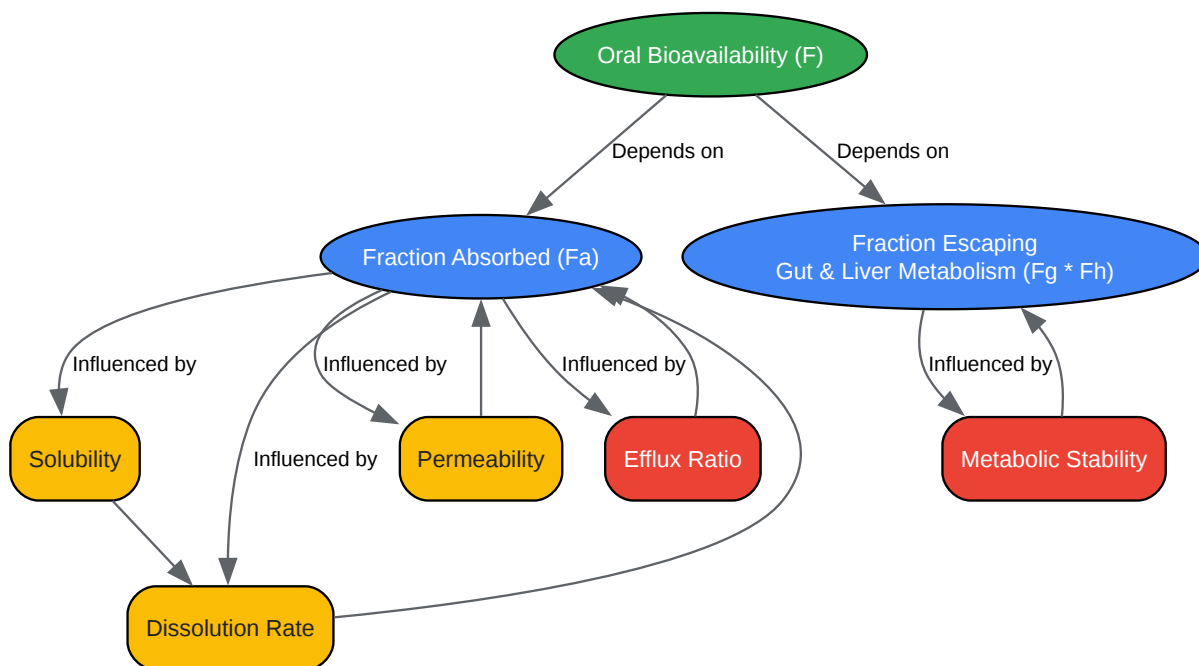 Oral Bioavailability (F)
Depends on
Depends on
Fraction Absorbed (Fa)
Fraction Escaping
Gut & Liver Metabolism (Fg * Fh)
Influenced by
Influenced by
Influenced by
Influenced by
Influenced by
Solubility
Permeability
Efflux Ratio
Metabolic Stability
Dissolution Rate